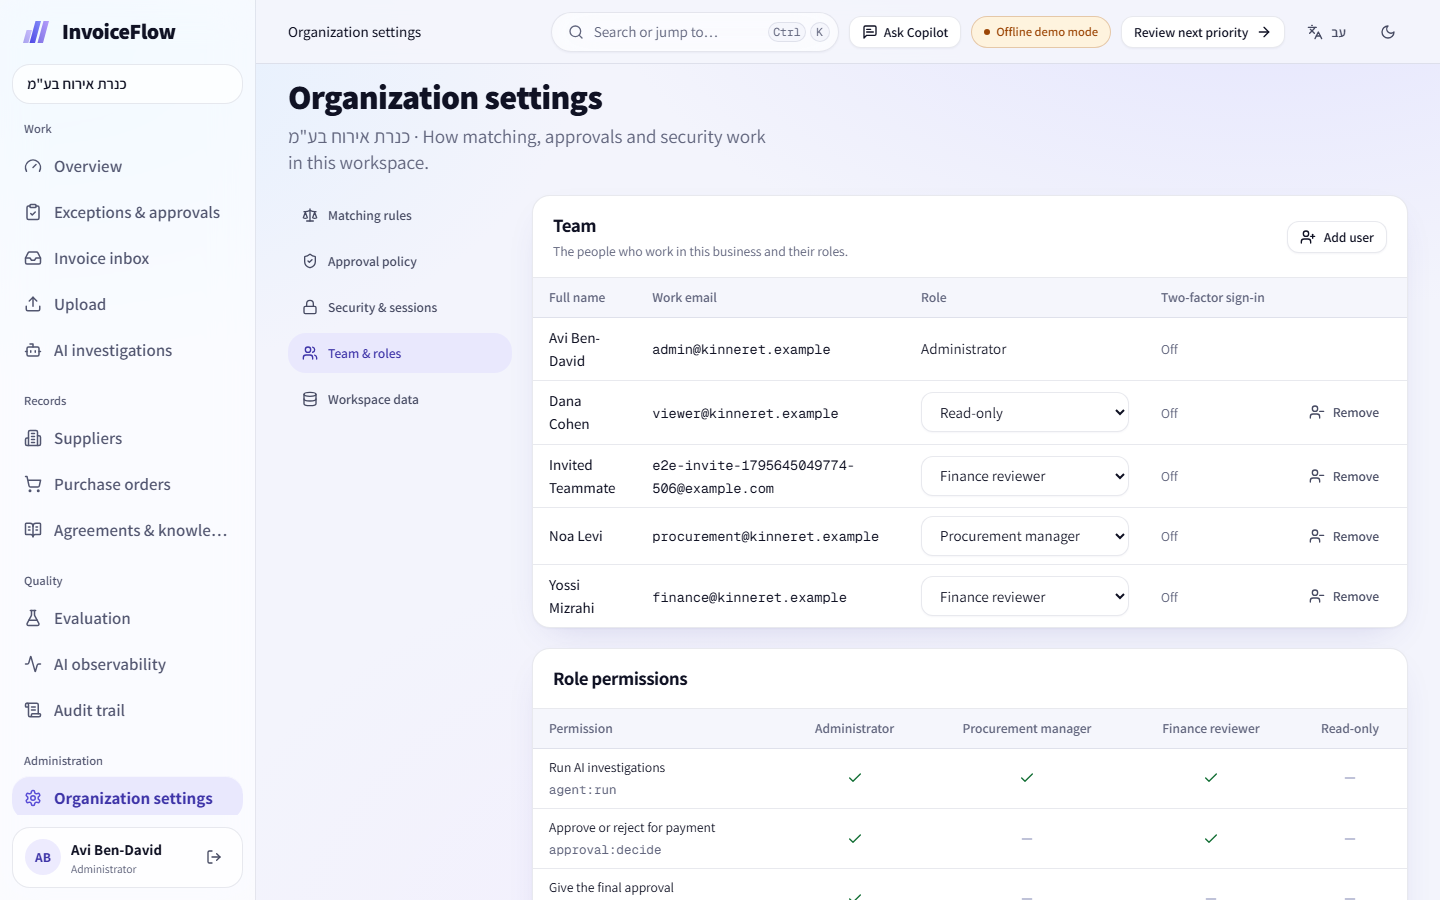 InvoiceFlow
כנרת אירוח בע"מ
Work
Overview
Exceptions & approvals
Invoice inbox
Upload
AI investigations
Records
Suppliers
Purchase orders
Agreements & knowle…
Quality
Evaluation
AI observability
Audit trail
Administration
Organization settings
AB
Avi Ben-David
Administrator
Organization settings
Search or jump to…
Ctrl K
Ask Copilot
Offline demo mode
Review next priority
עב
Organization settings
כנרת אירוח בע"מ · How matching, approvals and security work
in this workspace.
Matching rules
Approval policy
Security & sessions
Team & roles
Workspace data
Team
The people who work in this business and their roles.
Add user
Full name Work email Role Two-factor sign-in
Avi Ben-
David
admin@kinneret.example Administrator Off
Dana
Cohen
viewer@kinneret.example Read-only Off Remove
Invited
Teammate
e2e-invite-1795645049774-
506@example.com
Finance reviewer Off Remove
Noa Levi procurement@kinneret.example Procurement manager Off Remove
Yossi
Mizrahi
finance@kinneret.example Finance reviewer Off Remove
Role permissions
Permission Administrator Procurement manager Finance reviewer Read-only
Run AI investigations
agent:run
Approve or reject for payment
approval:decide
Give the final approval